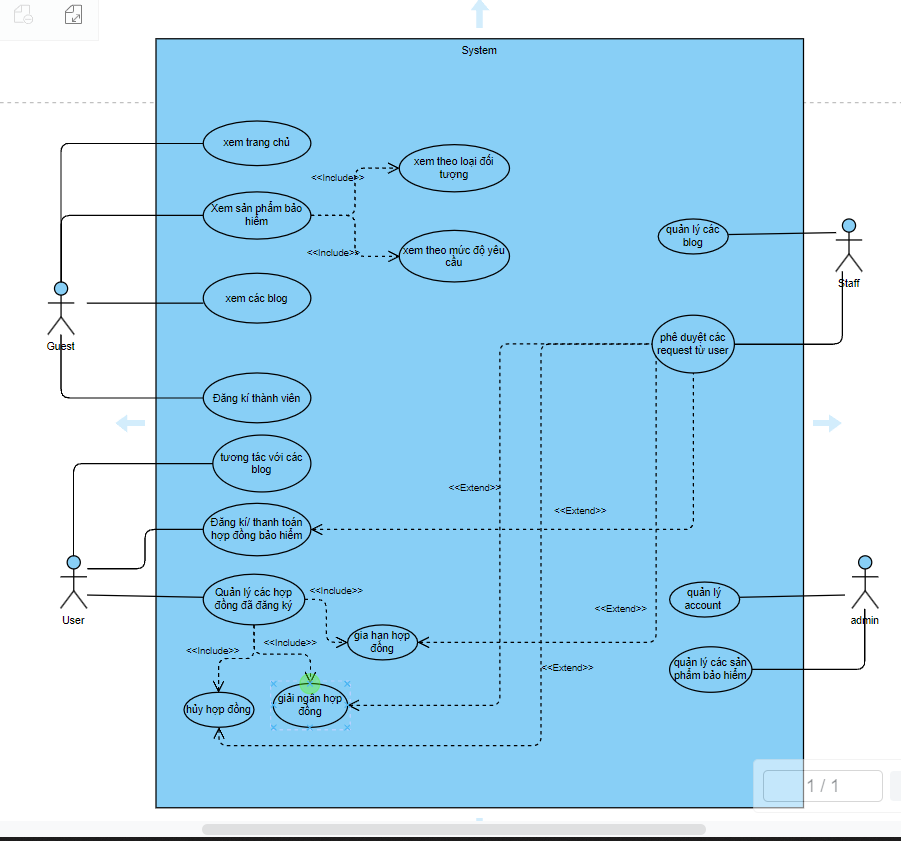 System
xem trang chủ
<<Include>>
xem theo loại đối
tượng
Xem sản phẩm bảo
hiểm
<<Include>>
xem theo mức độ yêu
cầu
quản lý các
blog
Staff
xem các blog
Guest
phê duyệt các
request từ user
Đăng kí thành viên
tương tác với các
blog
<<Extend>>
<<Extend>>
Đăng kí/ thanh toán
hợp đồng bảo hiểm
User
Quản lý các hợp
đồng đã đăng ký
<<Include>>
<<Extend>>
quản lý
account
admin
<<Include>>
<<Include>>
gia hạn hợp
đồng
<<Extend>>
quản lý các sản
phẩm bảo hiểm
hủy hợp đồng
giải ngân hợp
đồng
1 / 1